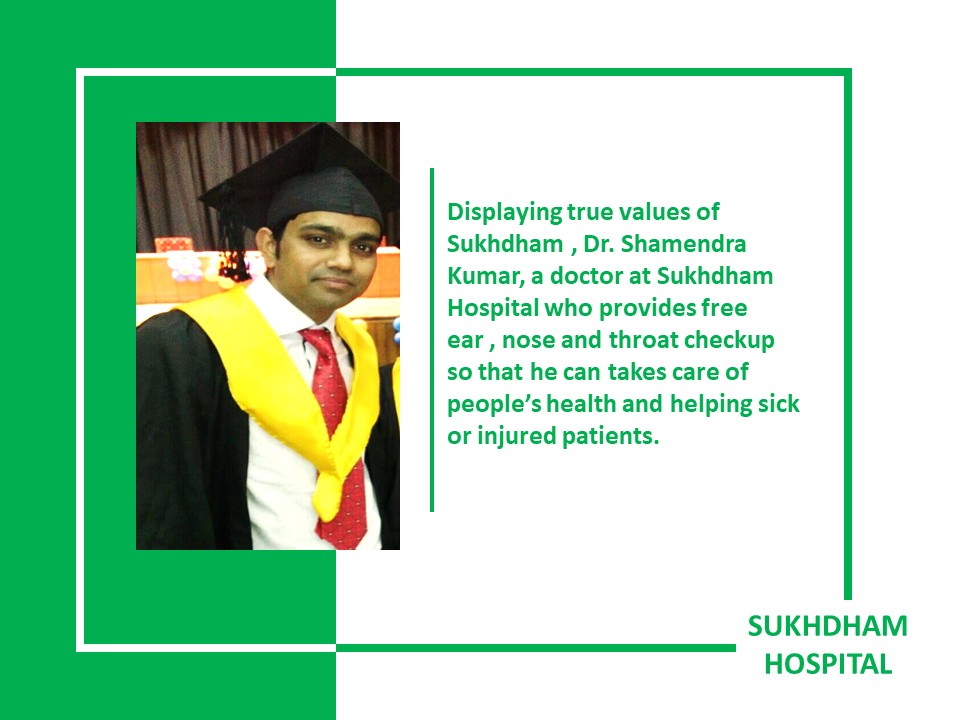 Displaying true values of
Sukhdham , Dr. Shamendra
Kumar, a doctor at Sukhdham
Hospital who provides free
ear , nose and throat checkup
so that he can takes care of
people’s health and helping sick
or injured patients.
SUKHDHAM
HOSPITAL